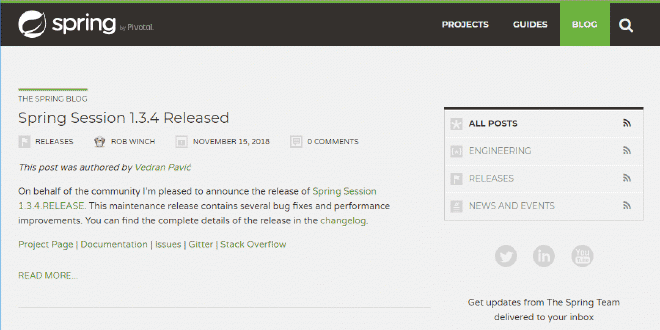 spring by Pivotal.
PROJECTS GUIDES BLOG
THE SPRING BLOG
Spring Session 1.3.4 Released
RELEASES ROB WINCH NOVEMBER 15, 2018 0 COMMENTS
This post was authored by Vedran Pavić
On behalf of the community I'm pleased to announce the release of Spring Session
1.3.4 RELEASE. This maintenance release contains several bug fixes and performance
improvements. You can find the complete details of the release in the changelog.
Project Page | Documentation | Issues | Gitter | Stack Overflow
READ MORE...
ALL POSTS
ENGINEERING
RELEASES
NEWS AND EVENTS
in
You Tube
Get updates from The Spring Team
delivered to your inbox